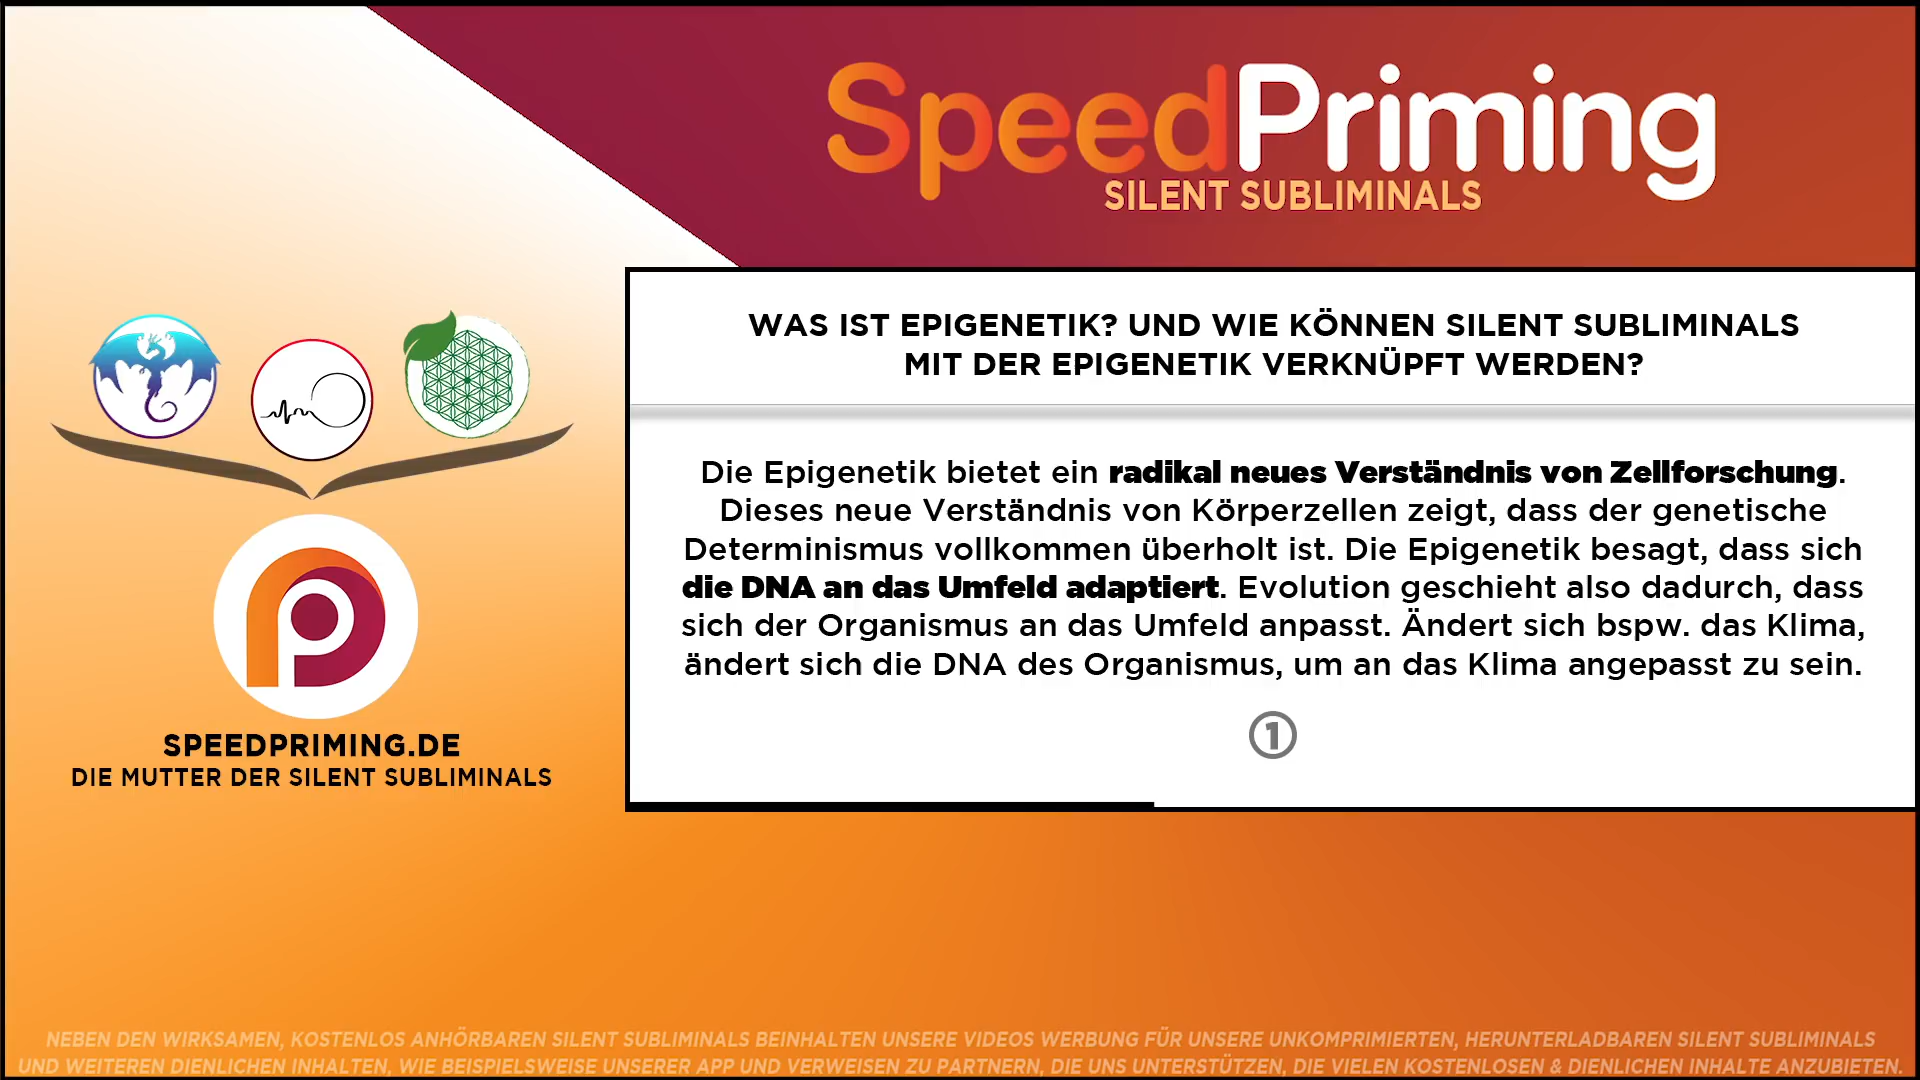 SpeedPriming
SILENT SUBLIMINALS
WAS IST EPIGENETIK? UND WIE KÖNNEN SILENT SUBLIMINALS
MIT DER EPIGENETIK VERKNÜPFT WERDEN?
Die Epigenetik bietet ein radikal neues Verständnis von Zellforschung.
Dieses neue Verständnis von Körperzellen zeigt, dass der genetische
Determinismus vollkommen überholt ist. Die Epigenetik besagt, dass sich
die DNA an das Umfeld adaptiert. Evolution geschieht also dadurch, dass
sich der Organismus an das Umfeld anpasst. Ändert sich bspw. das Klima,
ändert sich die DNA des Organismus, um an das Klima angepasst zu sein.
1
SPEEDPRIMING.DE
DIE MUTTER DER SILENT SUBLIMINALS
NEBEN DEN WIRKSAMEN, KOSTENLOS ANHÖRBAREN SILENT SUBLIMINALS BEINHALTEN UNSERE VIDEOS WERBUNG FÜR UNSERE UNKOMPRIMIERTEN, HERUNTERLADBAREN SILENT SUBLIMINALS
UND WEITEREN DIENLICHEN INHALTEN, WIE BEISPIELSWEISE UNSERER APP UND VERWEISEN ZU PARTNERN, DIE UNS UNTERSTÜTZEN, DIE VIELEN KOSTENLOSEN & DIENLICHEN INHALTE ANZUBIETEN.